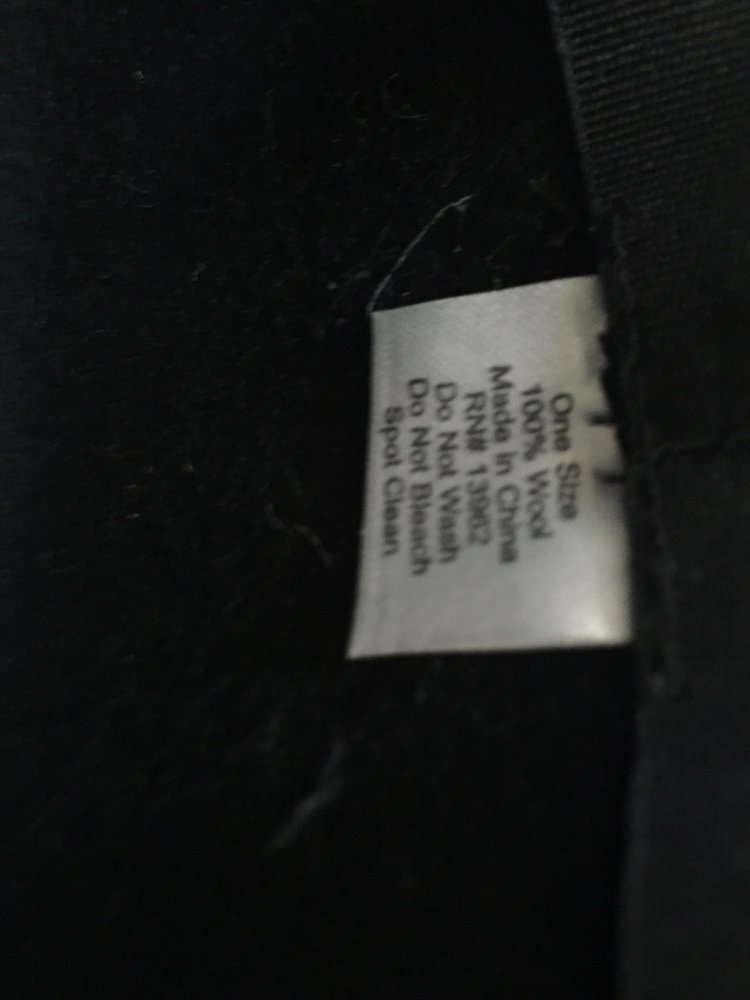 One Size
100% Wool
Made in China
RN# 13962
Do Not Wash
Do Not Bleach
Spot Clean